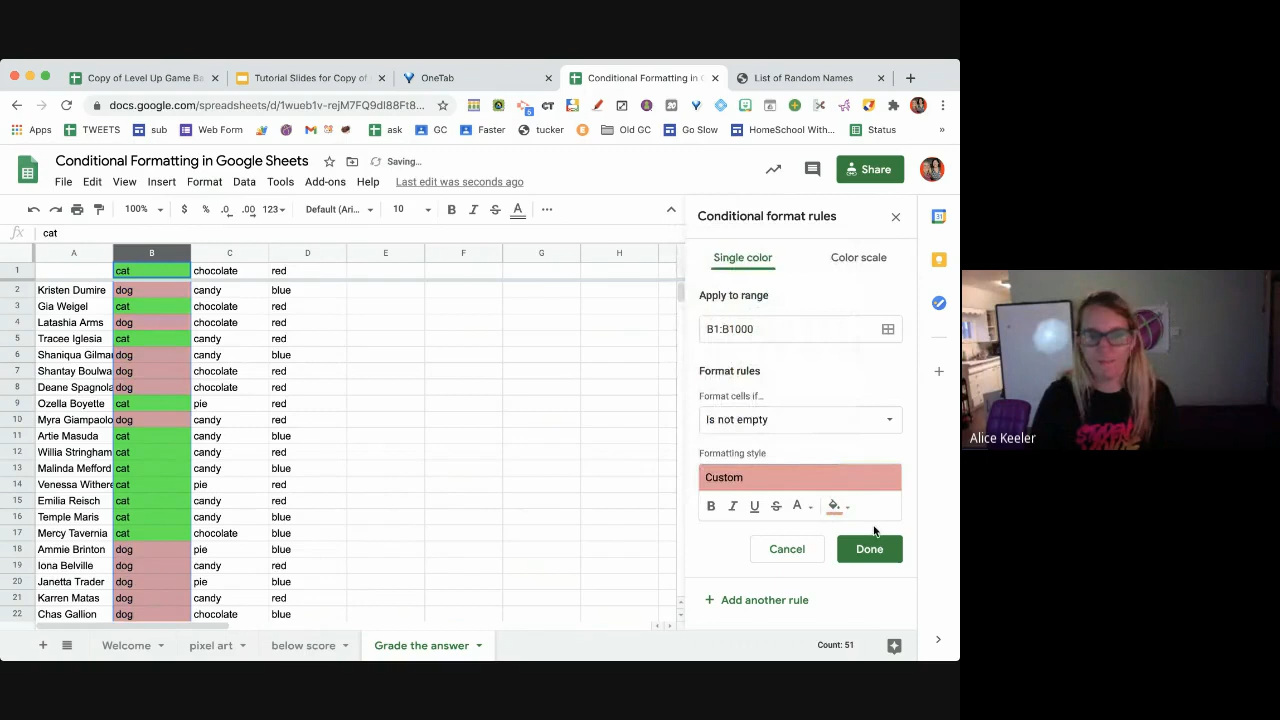 Copy of Level Up Game Ba
Tutorial Slides for Copy of
OneTab
Conditional Formatting in G
List of Random Names
docs.google.com/spreadsheets/d/1wueb1v-rejM7FQ9dI88Ft8...
Apps
TWEETS
sub
Web Form
ask
GC
Faster
tucker
Old GC
Go Slow
HomeSchool With...
Status
Conditional Formatting in Google Sheets
Saving...
Share
File Edit View Insert Format Data Tools Add-ons Help Last edit was seconds ago
100% $ % .0 .00 123 Default (Ari... 10 B I S A
fx cat
A B C D E F G H
1 cat chocolate red
2 Kristen Dumire dog candy blue
3 Gia Weigel cat chocolate red
4 Latashia Arms dog chocolate red
5 Tracee Iglesia cat candy red
6 Shaniqua Gilma dog candy blue
7 Shantay Boulwa dog chocolate red
8 Deane Spagnola dog chocolate red
9 Ozella Boyette cat pie red
10 Myra Giampaolo dog candy red
11 Artie Masuda cat candy blue
12 Willia Stringham cat candy red
13 Malinda Mefford cat candy blue
14 Venessa Withere cat pie red
15 Emilia Reisch cat candy red
16 Temple Maris cat candy blue
17 Mercy Tavernia cat chocolate blue
18 Ammie Brinton dog pie blue
19 Iona Belville dog candy red
20 Janetta Trader dog pie blue
21 Karren Matas dog candy red
22 Chas Gallion dog chocolate blue
Conditional format rules
Single color
Color scale
Apply to range
B1:B1000
Format rules
Format cells if...
Is not empty
Formatting style
Custom
B I U S A
Cancel
Done
+ Add another rule
Welcome
pixel art
below score
Grade the answer
Count: 51
Alice Keeler